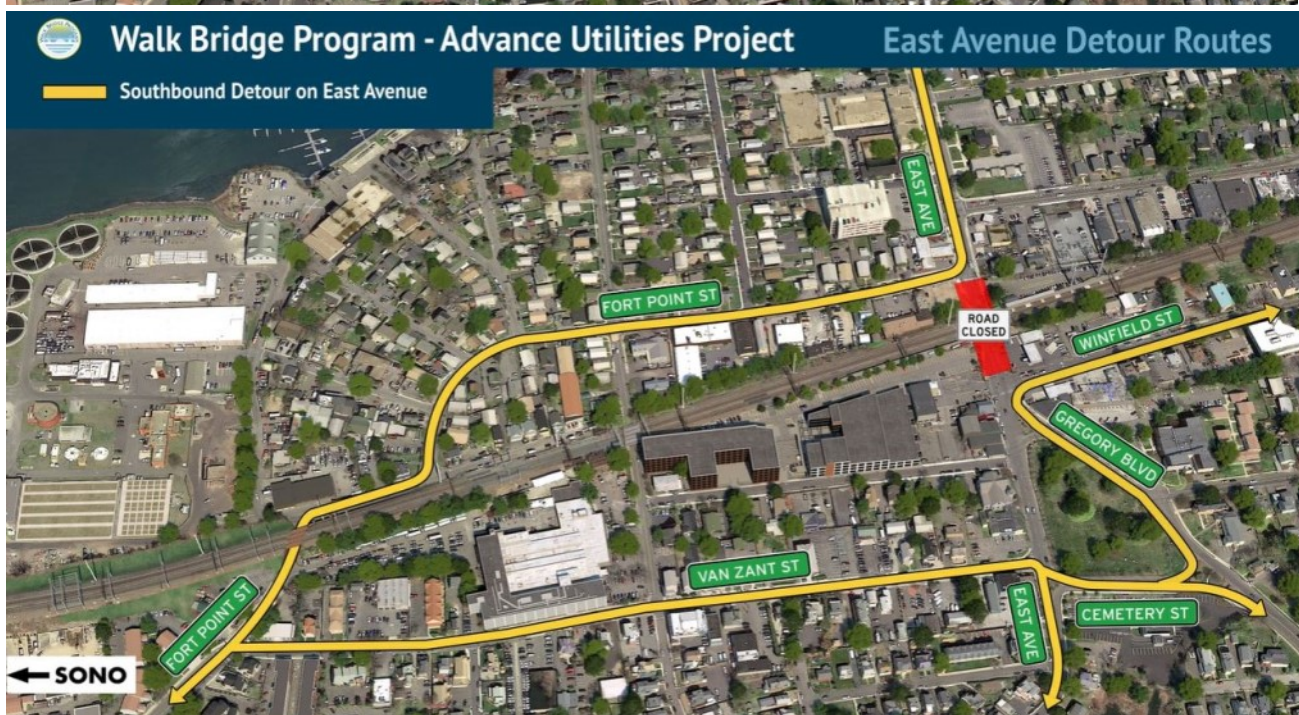 Walk Bridge Program - Advance Utilities Project
East Avenue Detour Routes
Southbound Detour on East Avenue
EAST AVE
FORT POINT ST
ROAD
CLOSED
WINFIELD ST
GREGORY BLVD
VAN ZANT ST
FORT POINT ST
EAST AVE
CEMETERY ST
SONO